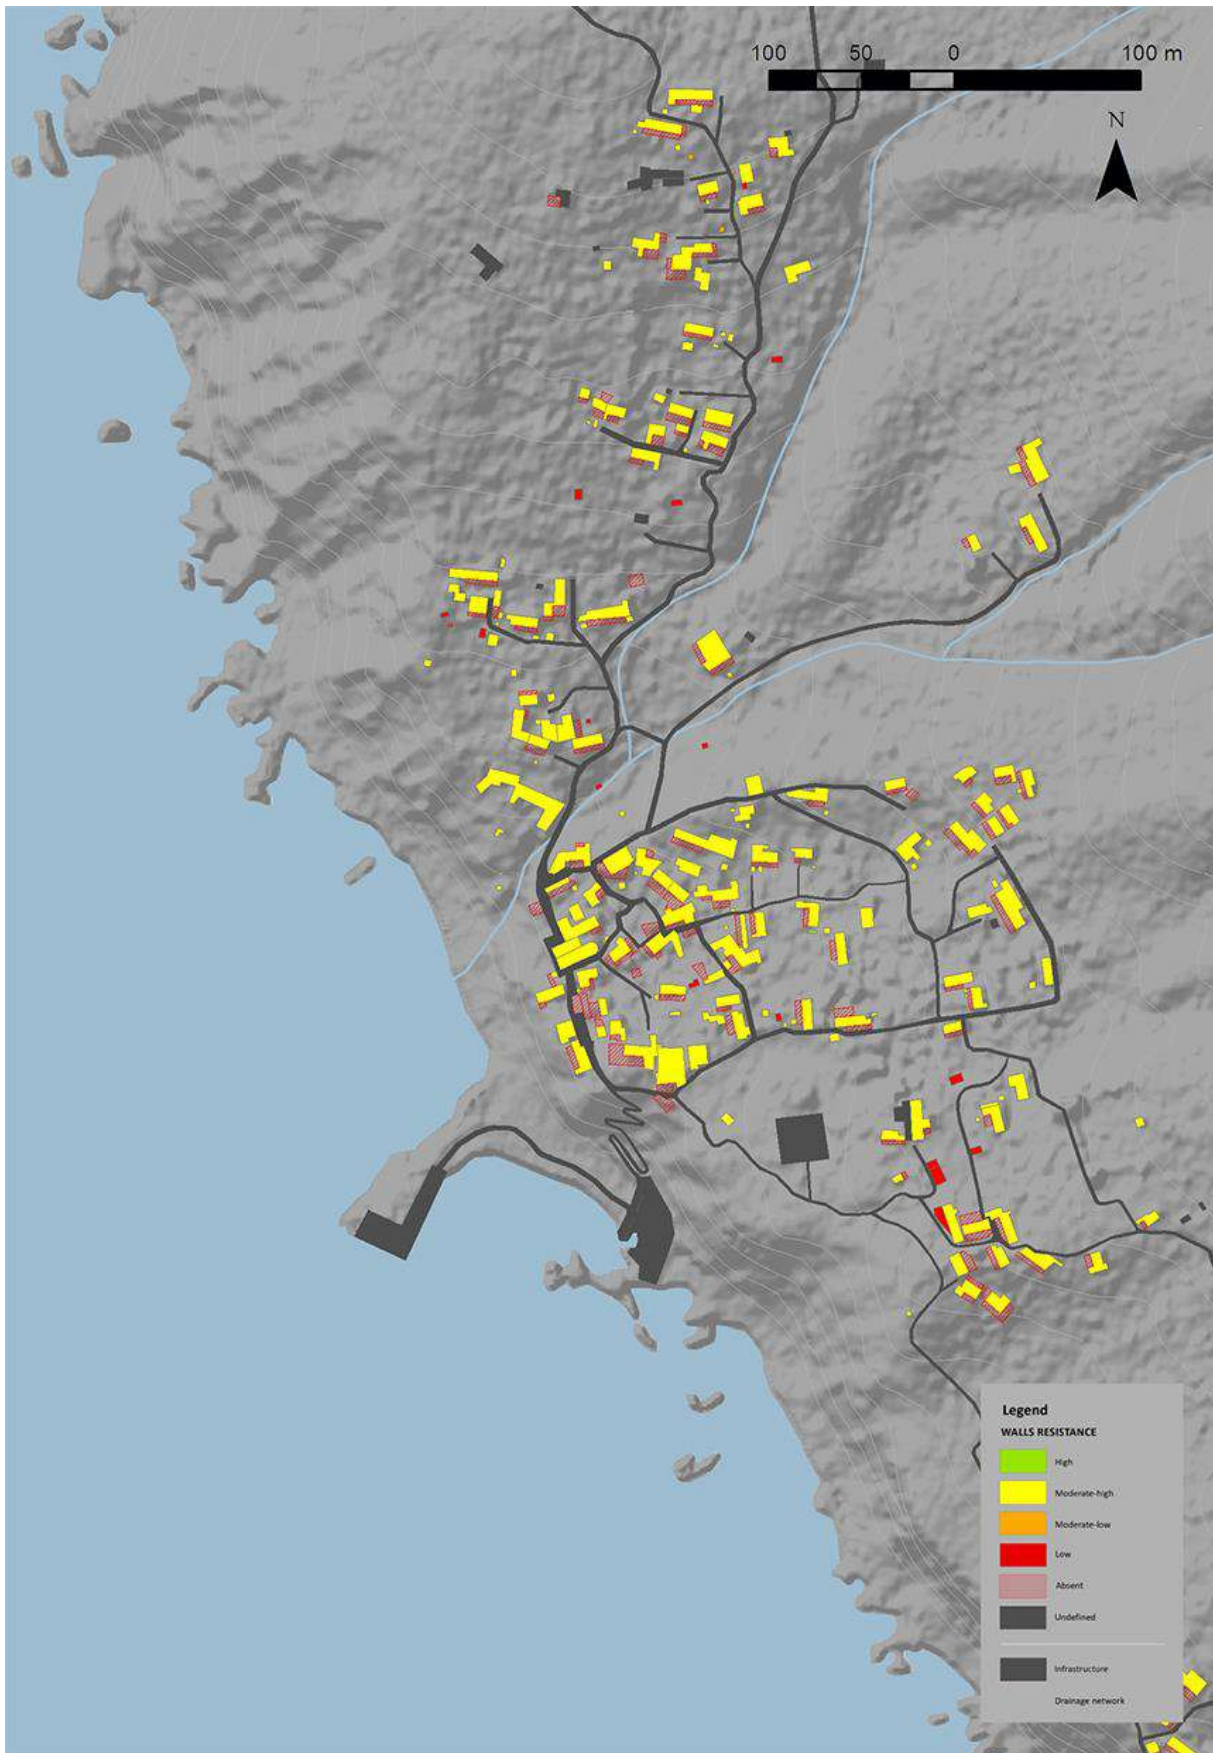 100 50 0 100 m
N
Legend
WALLS RESISTANCE
High
Moderate-high
Moderate-low
Low
Absent
Undefined
Infrastructure
Drainage network